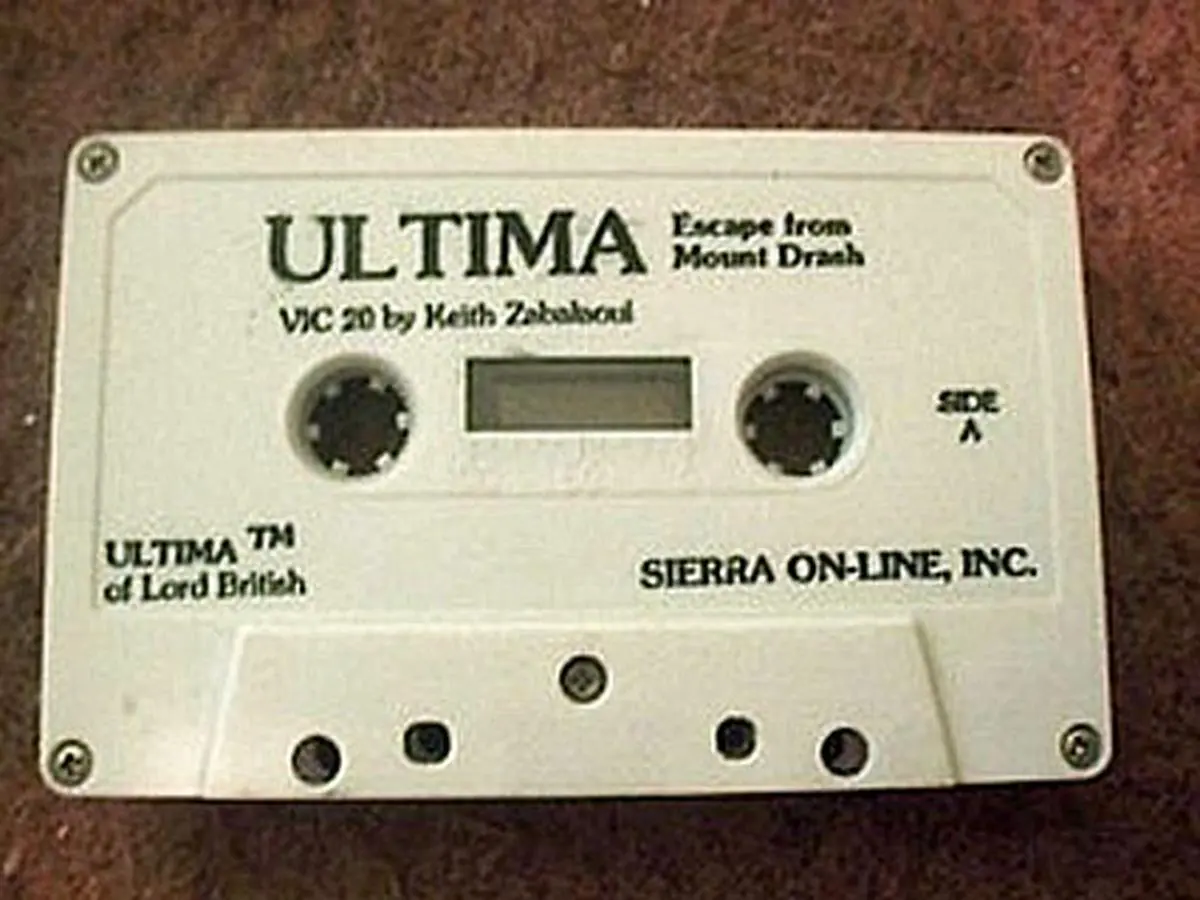 ULTIMA
Escape from
Mount Drash
VIC 20 by Keith Zabalaoui
SIDE
A
ULTIMA TM
of Lord British
SIERRA ON-LINE, INC.